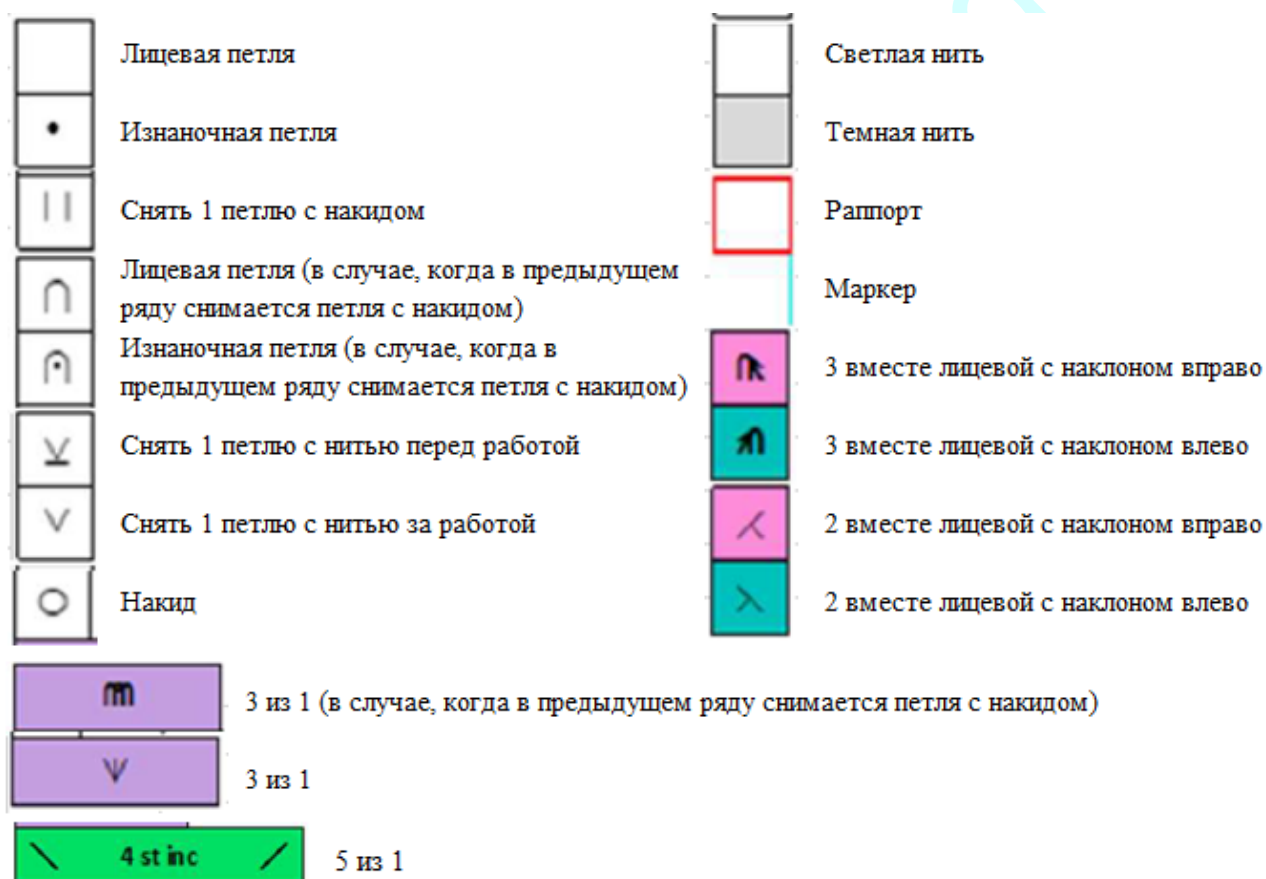 Лицевая петля
Изнаночная петля
Снять 1 петлю с накидом
Лицевая петля (в случае, когда в предыдущем
ряду снимается петля с накидом)
Изнаночная петля (в случае, когда в
предыдущем ряду снимается петля с накидом)
Снять 1 петлю с нитью перед работой
Снять 1 петлю с нитью за работой
Накид
Светлая нить
Темная нить
Раппорт
Маркер
3 вместе лицевой с наклоном вправо
3 вместе лицевой с наклоном влево
2 вместе лицевой с наклоном вправо
2 вместе лицевой с наклоном влево
3 из 1 (в случае, когда в предыдущем ряду снимается петля с накидом)
3 из 1
4 st inc
5 из 1